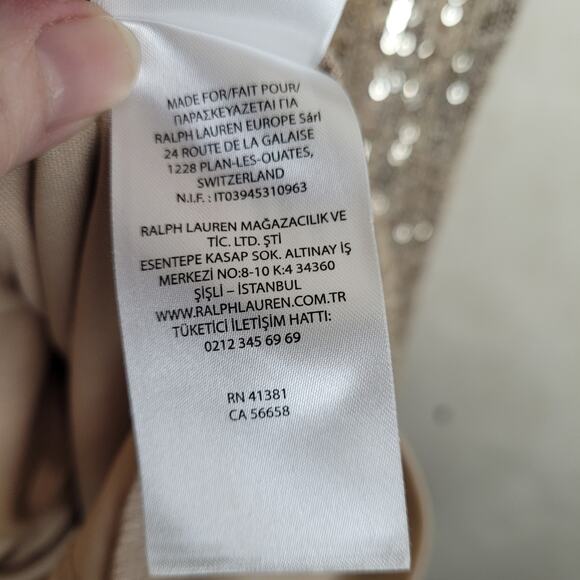 MADE FOR/FAIT POUR/
ΠΑΡΑΣΚΕΥΑΖΕΤΑΙ ΓΙΑ
RALPH LAUREN EUROPE Sárl
24 ROUTE DE LA GALAISE
1228 PLAN-LES-OUATES,
SWITZERLAND
N.I.F. : IT03945310963
RALPH LAUREN MAĞAZACILIK VE
TİC. LTD. ŞTİ
ESENTEPE KASAP SOK. ALTINAY İŞ
MERKEZİ NO:8-10 K:4 34360
ŞİŞLİ – İSTANBUL
WWW.RALPHLAUREN.COM.TR
TÜKETİCİ İLETİŞİM HATTI:
0212 345 69 69
RN 41381
CA 56658